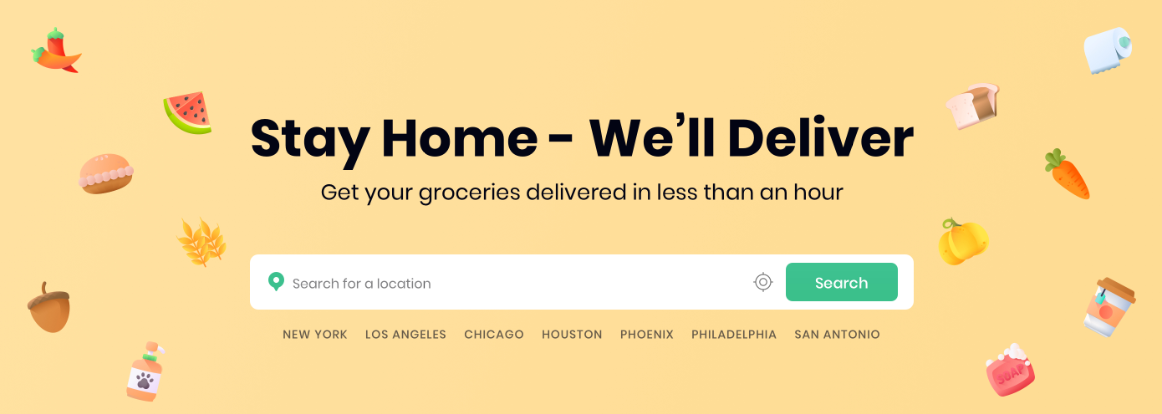 Stay Home - We’ll Deliver
Get your groceries delivered in less than an hour
Search for a location
Search
NEW YORK LOS ANGELES CHICAGO HOUSTON PHOENIX PHILADELPHIA SAN ANTONIO
SOAP